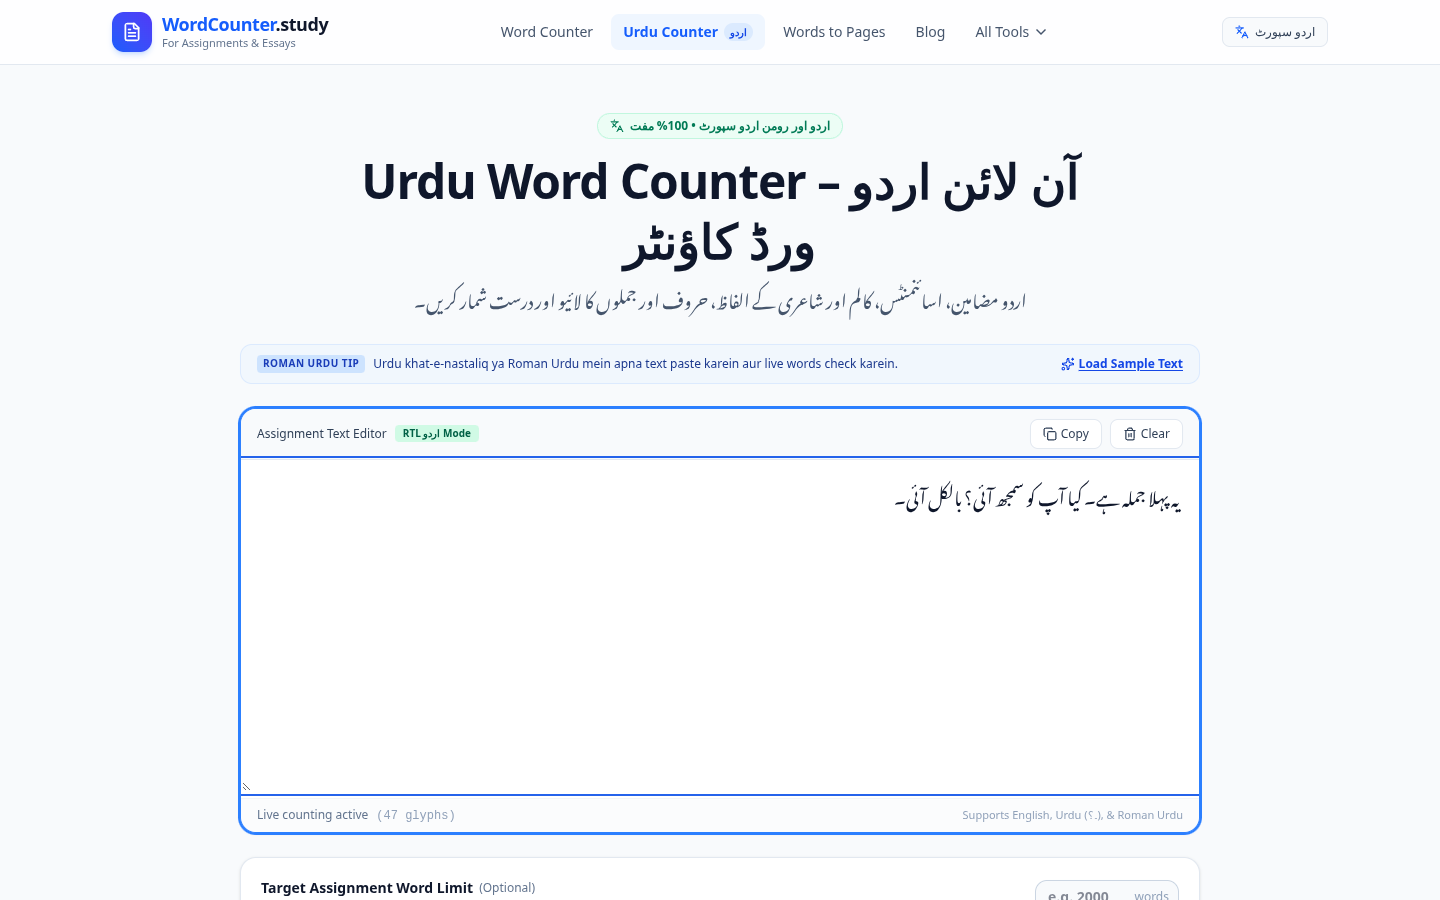 WordCounter.study
For Assignments & Essays
Word Counter
Urdu Counter اردو
Words to Pages
Blog
All Tools
اردو سپورٹ
اردو اور رومن اردو سپورٹ • 100% مفت
Urdu Word Counter – آن لائن اردو
ورڈ کاؤنٹر
اردو مضامین، اسائنمنٹس، کالم اور شاعری کے الفاظ، حروف اور جملوں کا لائیو اور درست شمار کریں۔
ROMAN URDU TIP Urdu khat-e-nastaliq ya Roman Urdu mein apna text paste karein aur live words check karein.
Load Sample Text
Assignment Text Editor RTL اردو Mode
Copy
Clear
یہ پہلا جملہ ہے۔ کیا آپ کو سمجھ آئی؟ بالکل آئی۔
Live counting active (47 glyphs)
Supports English, Urdu (؟ ۔), & Roman Urdu
Target Assignment Word Limit (Optional)
e.g. 2000 words